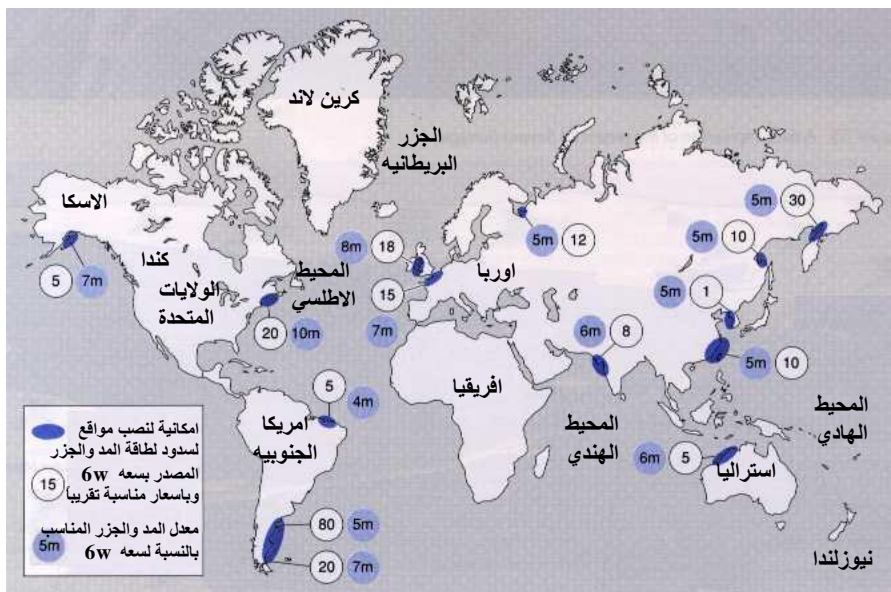 كرين لاند
الجزر
البريطانيه
الاسكا
كندا
الولايات
المتحدة
المحيط
الاطلسي
اوربا
افريقيا
امريكا
الجنوبيه
المحيط
الهندي
المحيط
الهادي
استراليا
نيوزلندا
5 7m
20 10m
8m 18
15
7m
5m 12
5m 30
5m 10
5m 1
6m 8
5m 10
6m 5
5
4m
80 5m
20 7m
امكانية لنصب مواقع
لسدود لطاقة المد والجزر
المصدر بسعه 6w
15 وباسعار مناسبة تقريباً
معدل المد والجزر المناسب
5m بالنسبة لسعه 6w